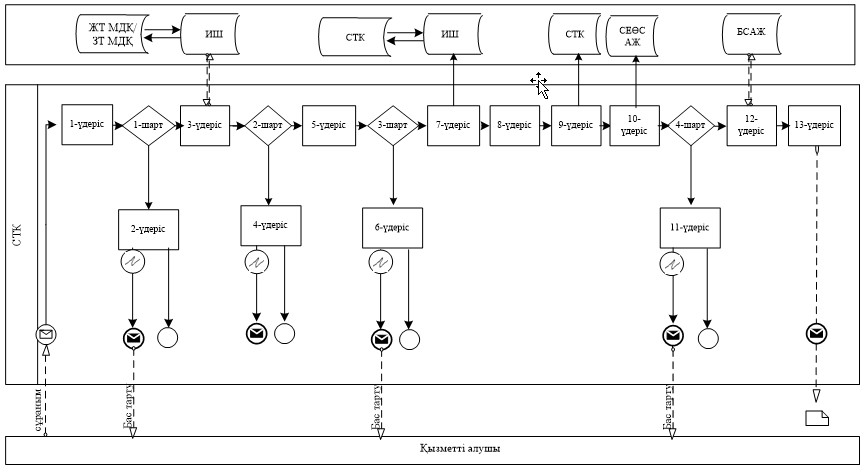 ЖТ МДҚ/
ЗТ МДҚ
ИШ
СТК
ИШ
СТК
СЕӨС
АЖ
БСАЖ
1-үдеріс
1-шарт
3-үдеріс
2-шарт
5-үдеріс
3-шарт
7-үдеріс
8-үдеріс
9-үдеріс
10-
үдеріс
4-шарт
12-
үдеріс
13-үдеріс
2-үдеріс
4-үдеріс
6-үдеріс
11-үдеріс
СТК
сұраным
Бас тарту
Бас тарту
Бас тарту
Қызметті алушы